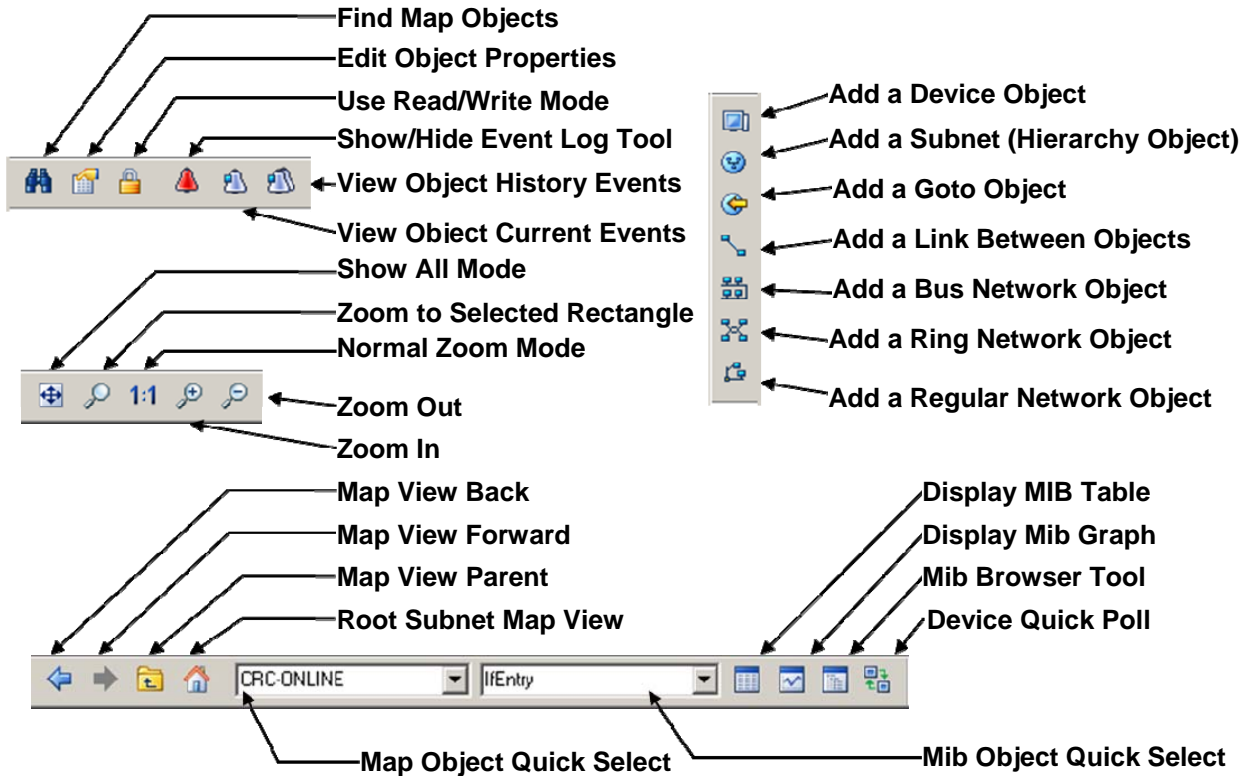 Find Map Objects
Edit Object Properties
Use Read/Write Mode
Show/Hide Event Log Tool
View Object History Events
View Object Current Events
Show All Mode
Zoom to Selected Rectangle
Normal Zoom Mode
1:1
Zoom Out
Zoom In
Add a Device Object
Add a Subnet (Hierarchy Object)
Add a Goto Object
Add a Link Between Objects
Add a Bus Network Object
Add a Ring Network Object
Add a Regular Network Object
Map View Back
Map View Forward
Map View Parent
Root Subnet Map View
Display MIB Table
Display Mib Graph
Mib Browser Tool
Device Quick Poll
CRC-ONLINE
IfEntry
Map Object Quick Select
Mib Object Quick Select